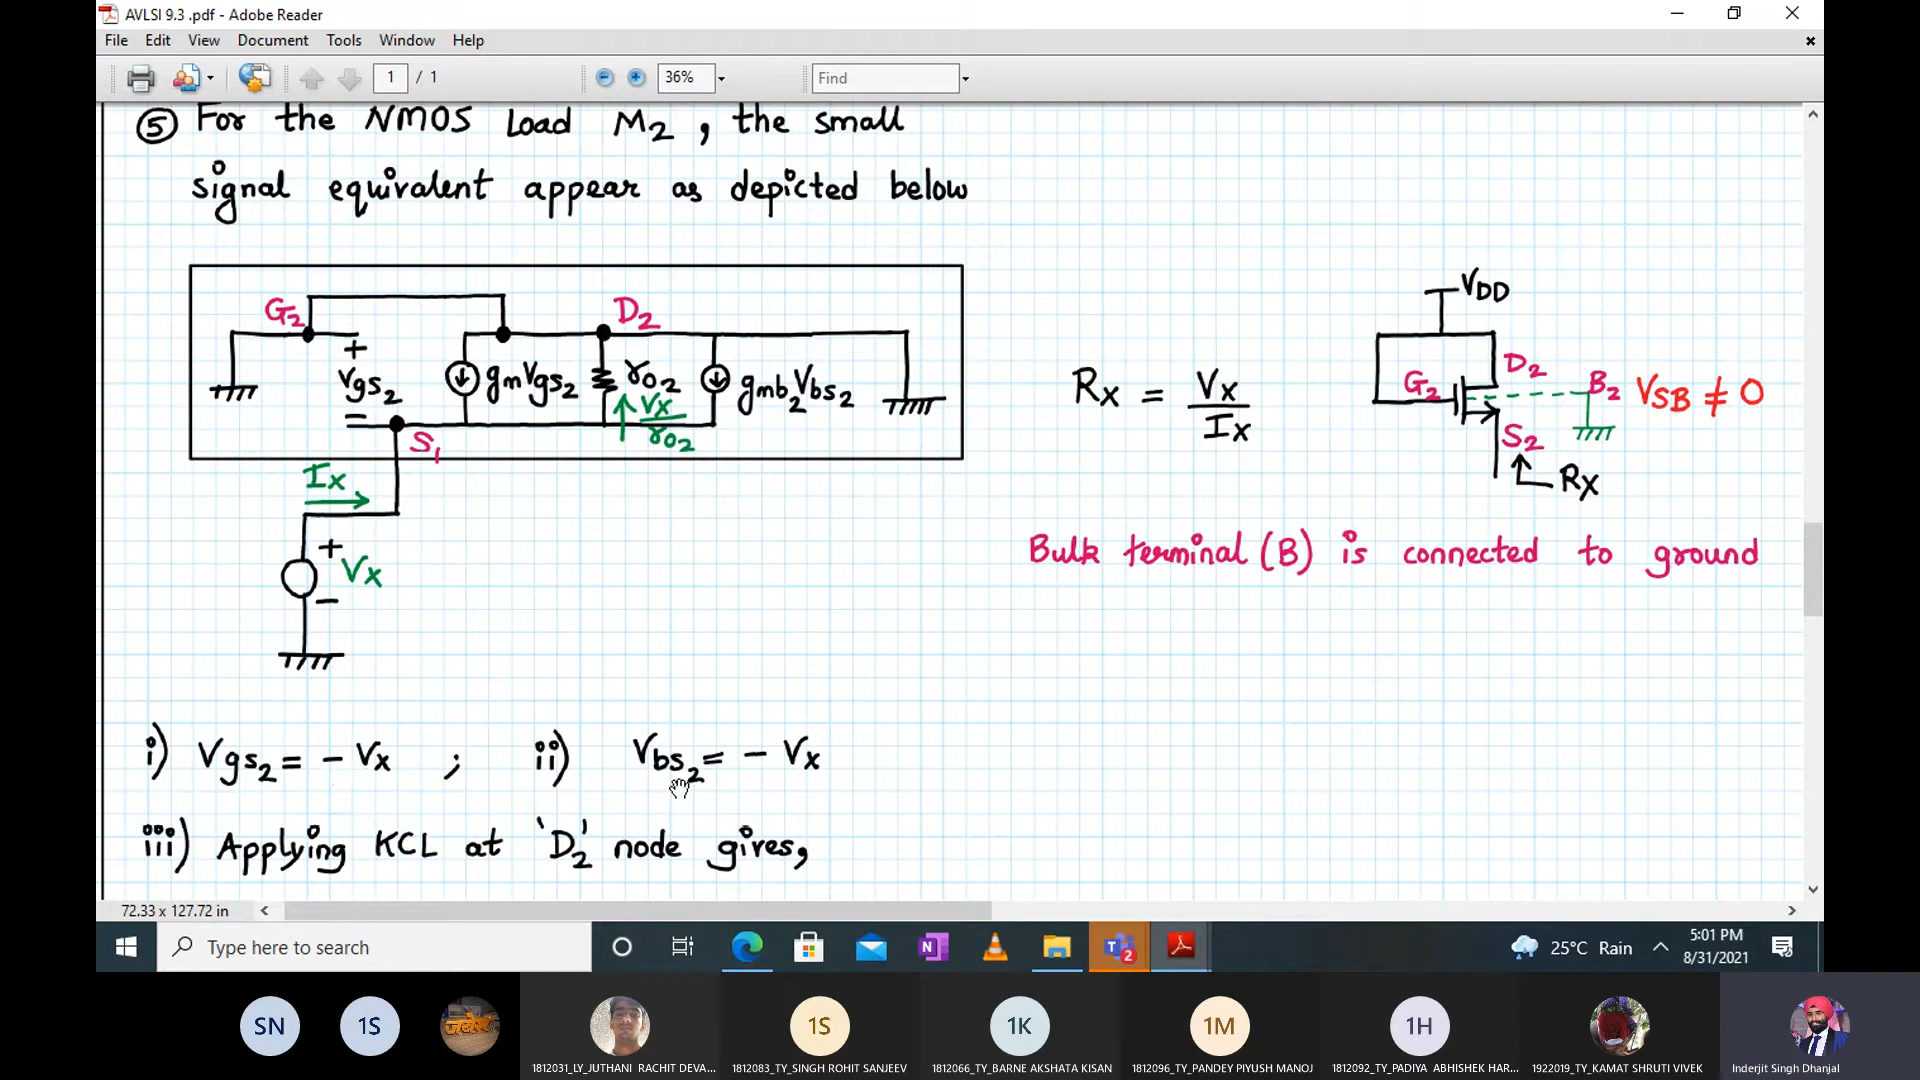 AVLSI 9.3 .pdf - Adobe Reader
File Edit View Document Tools Window Help
1 / 1 36% Find
⑤ For the NMOS Load M2 , the small
signal equivalent appear as depicted below
G2 D2
+
Vgs2 gmVgs2 ro2 gmb2Vbs2
Vx
ro2
S1
Ix
+
Vx
−
Rx = Vx / Ix
VDD
D2
G2 B2 VSB ≠ 0
S2
Rx
Bulk terminal (B) is connected to ground
i) Vgs2 = − Vx ; ii) Vbs2 = − Vx
iii) Applying KCL at 'D2' node gives,
72.33 x 127.72 in
Type here to search
2
25°C Rain
5:01 PM
8/31/2021
SN 1S जयेश 1S 1K 1M 1H
1812031_LY_JUTHANI RACHIT DEVA... 1812083_TY_SINGH ROHIT SANJEEV 1812066_TY_BARNE AKSHATA KISAN 1812096_TY_PANDEY PIYUSH MANOJ 1812092_TY_PADIYA ABHISHEK HAR... 1922019_TY_KAMAT SHRUTI VIVEK Inderjit Singh Dhanjal